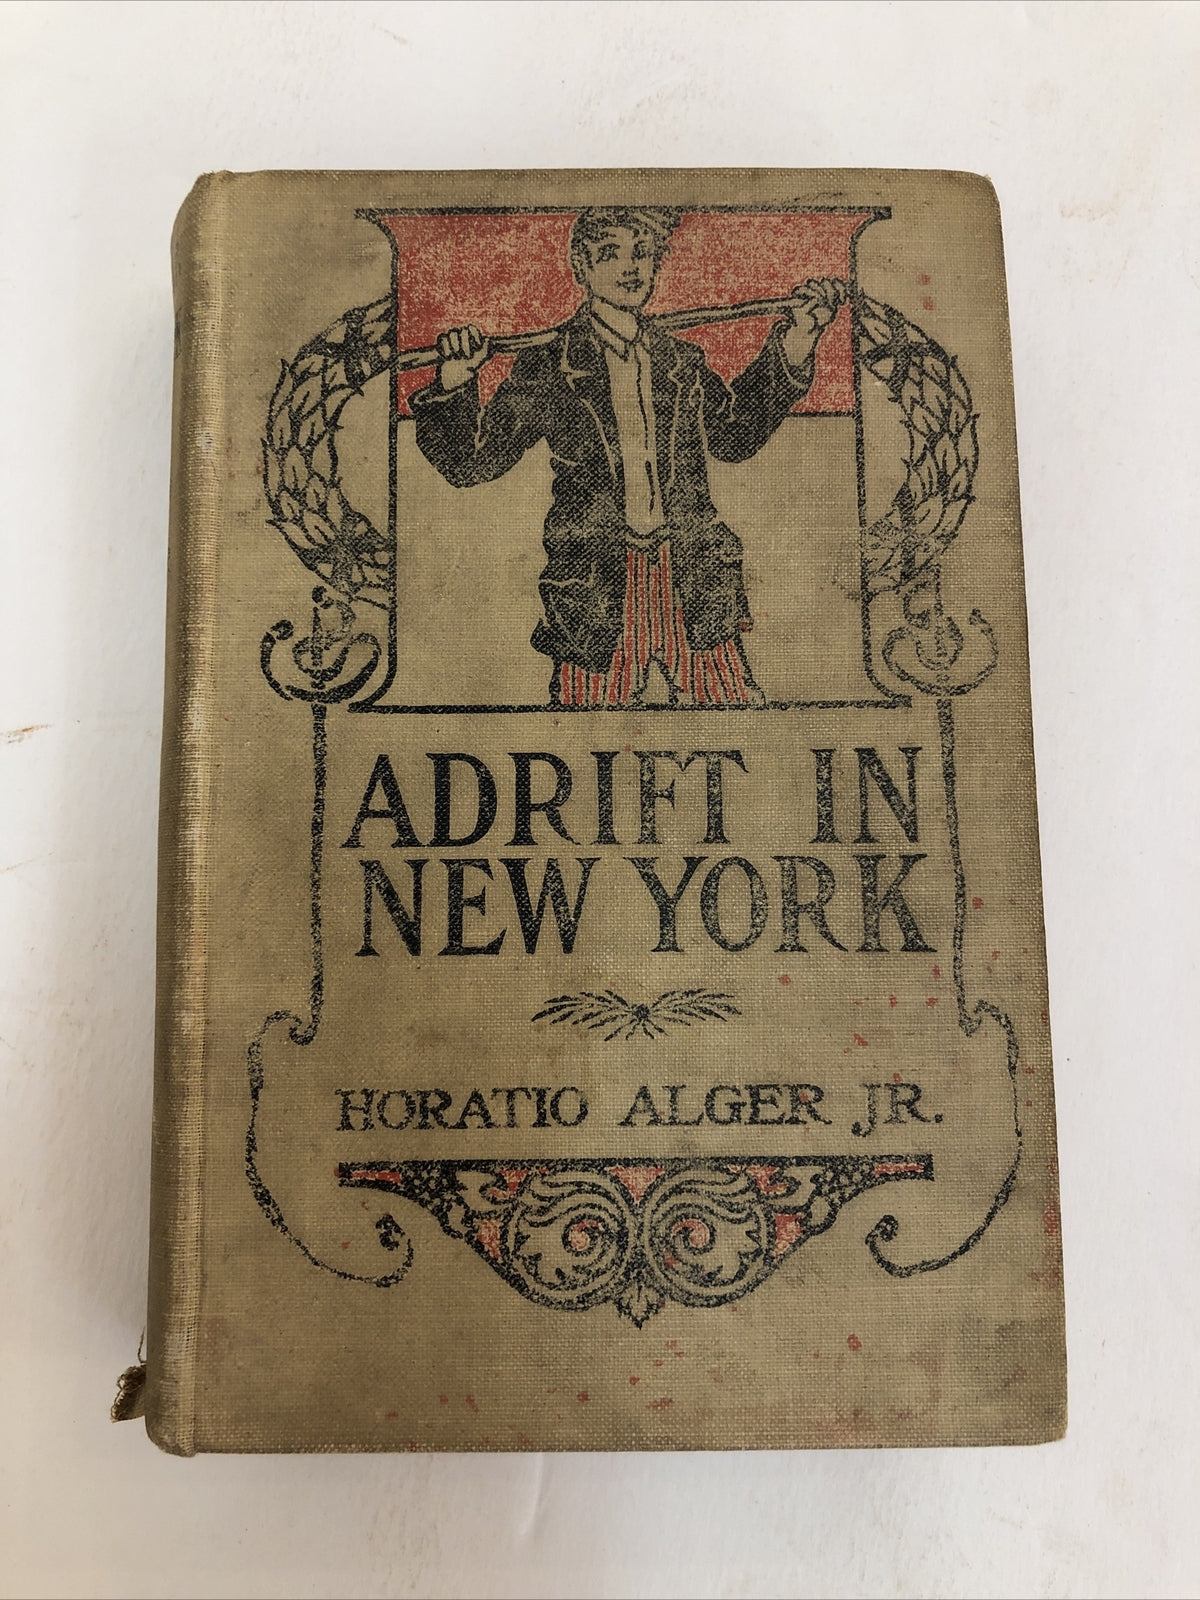 ADRIFT IN
NEW YORK
HORATIO ALGER JR.